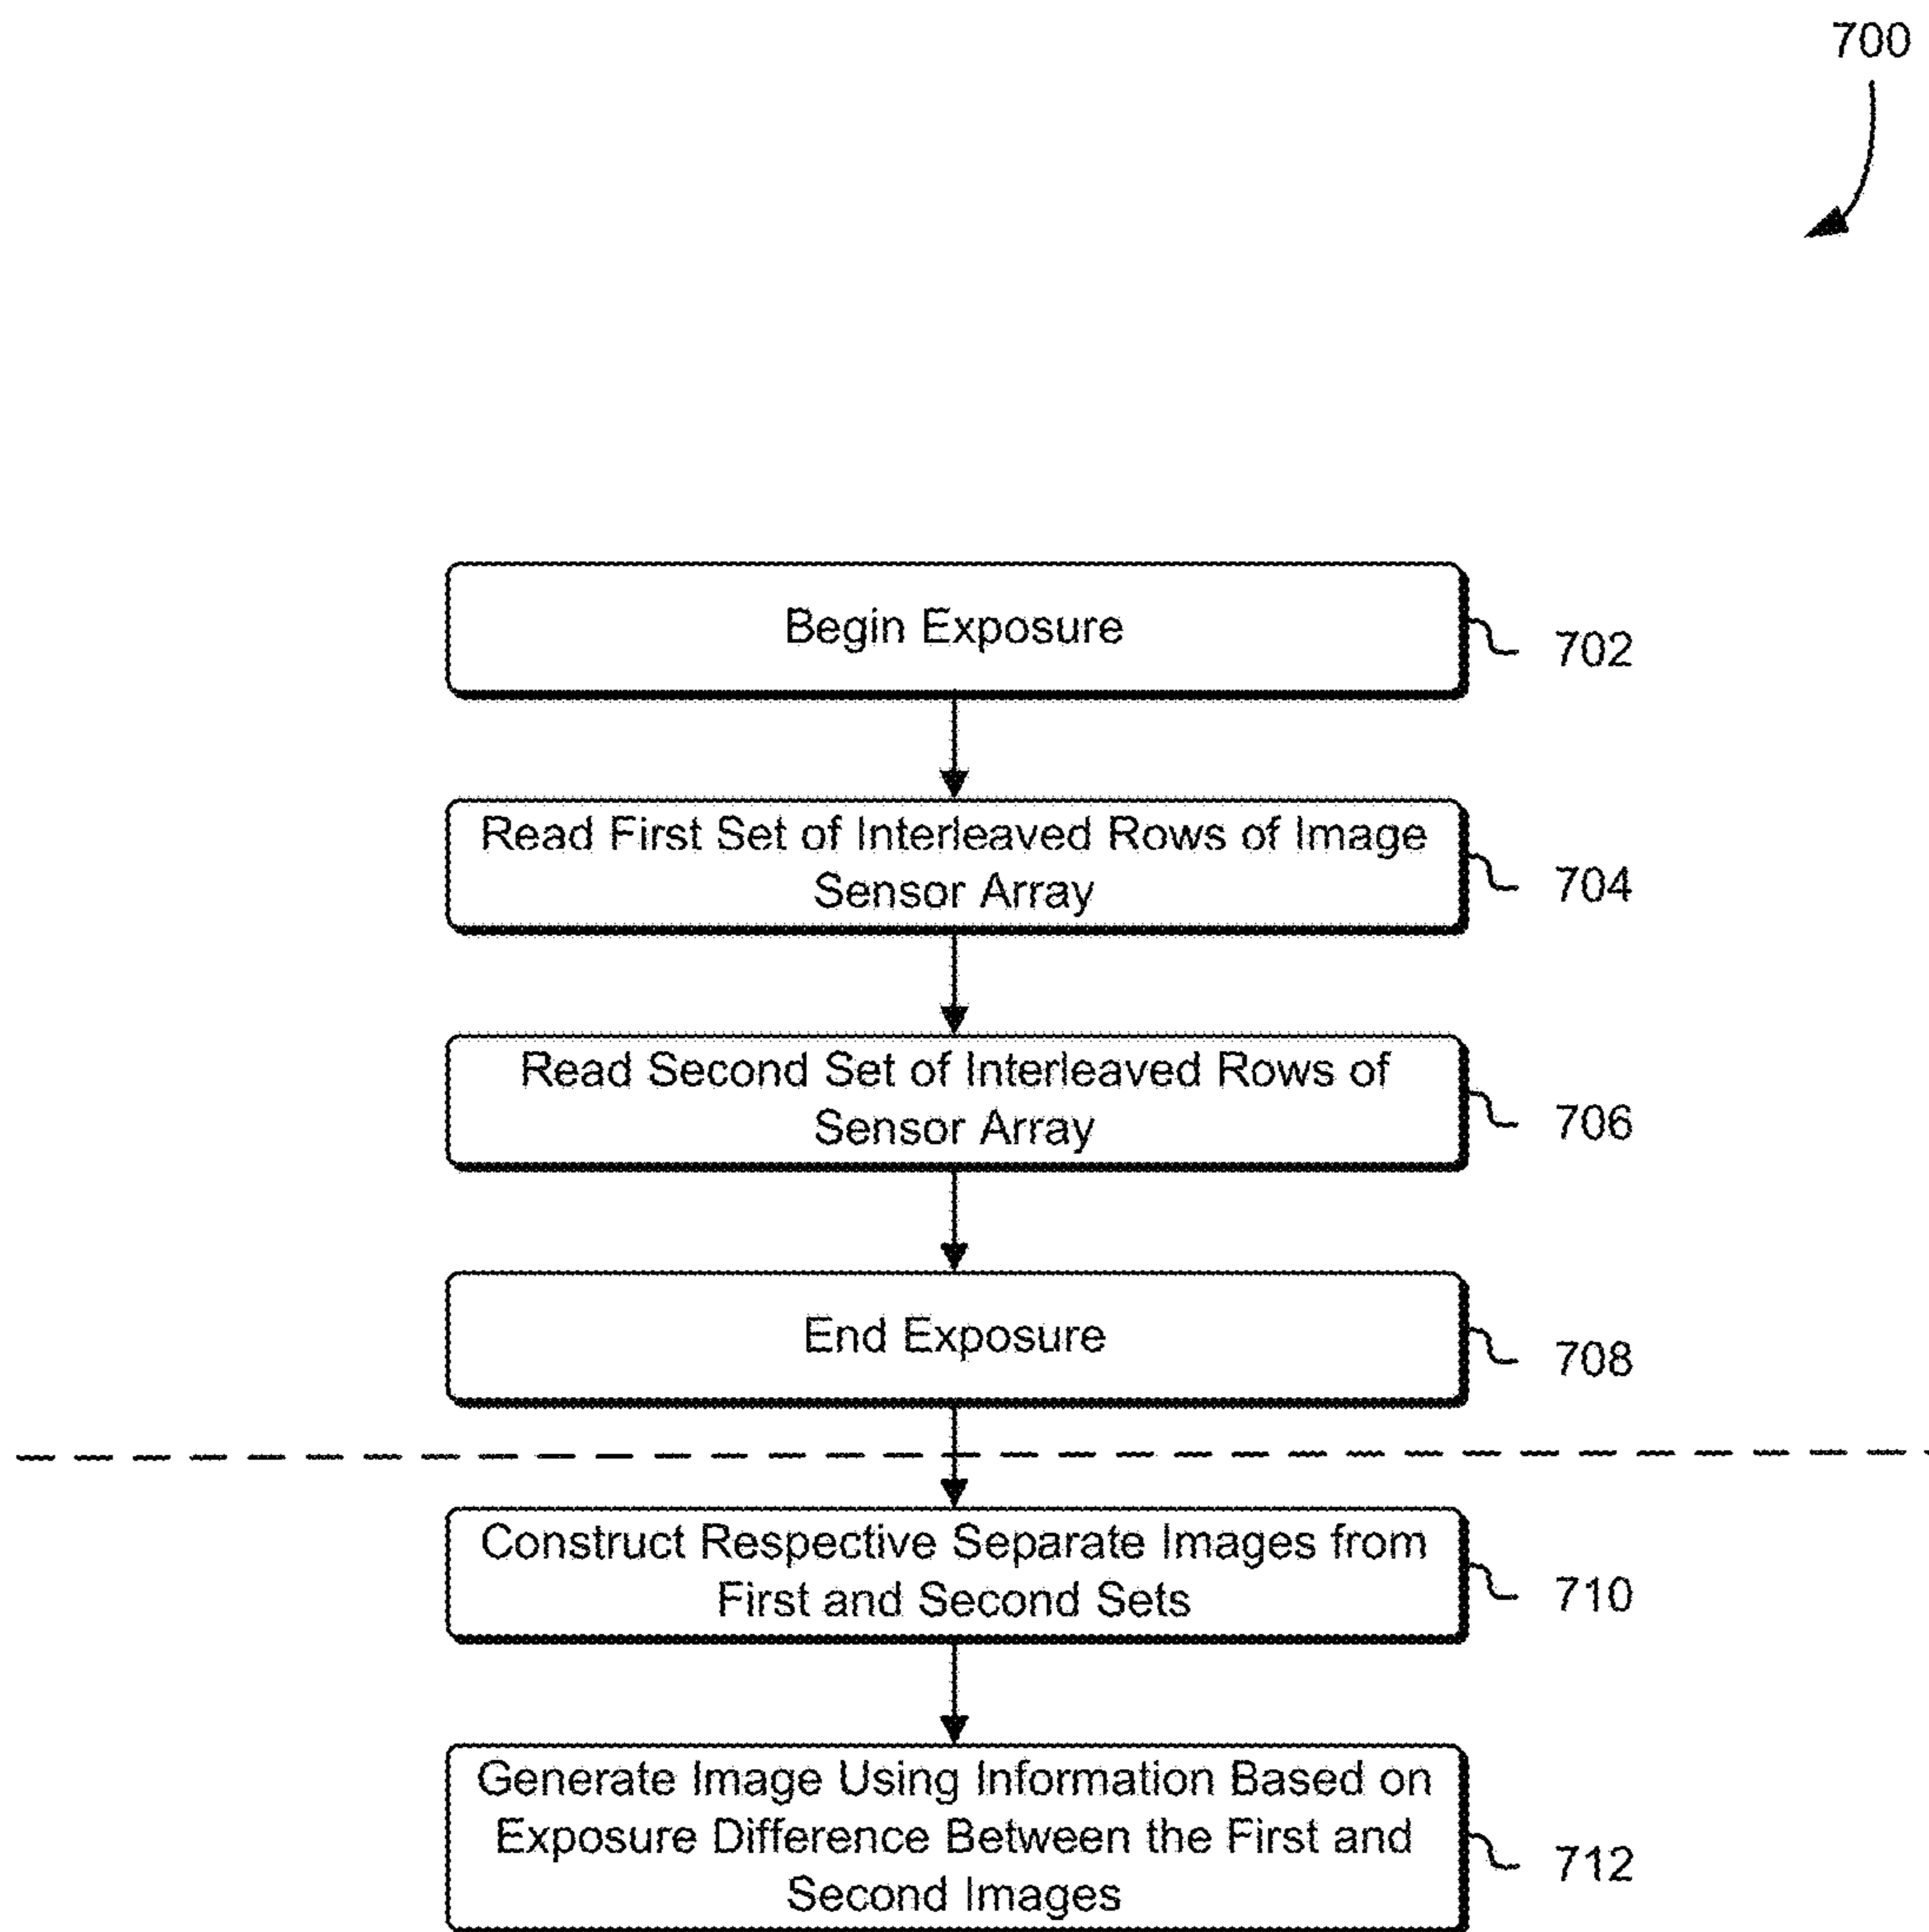 700
Begin Exposure
702
Read First Set of Interleaved Rows of Image
Sensor Array
704
Read Second Set of Interleaved Rows of
Sensor Array
706
End Exposure
708
Construct Respective Separate Images from
First and Second Sets
710
Generate Image Using Information Based on
Exposure Difference Between the First and
Second Images
712